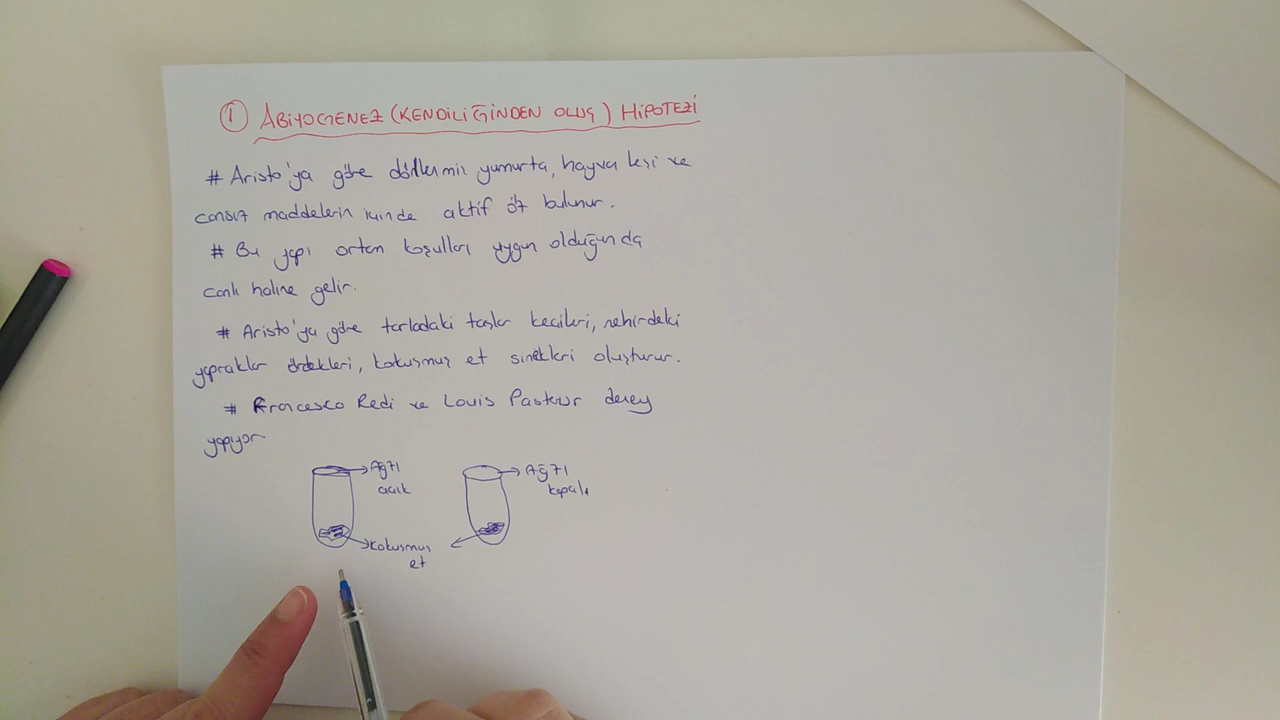 ① ABİYOGENEZ (KENDİLİĞİNDEN OLUŞ) HİPOTEZİ
# Aristo'ya göre döllenmiş yumurta, hayvan leşi ve
cansız maddelerin içinde aktif öz bulunur.
# Bu yapı ortam koşulları uygun olduğunda
canlı haline gelir.
# Aristo'ya göre tarladaki taşlar kecileri, nehirdeki
yapraklar ördekleri, kokuşmuş et sinekleri oluşturur.
# Francesco Redi ve Louis Pasteur deney
yapıyor
Ağzı
açık
Ağzı
kapalı
kokuşmuş
et